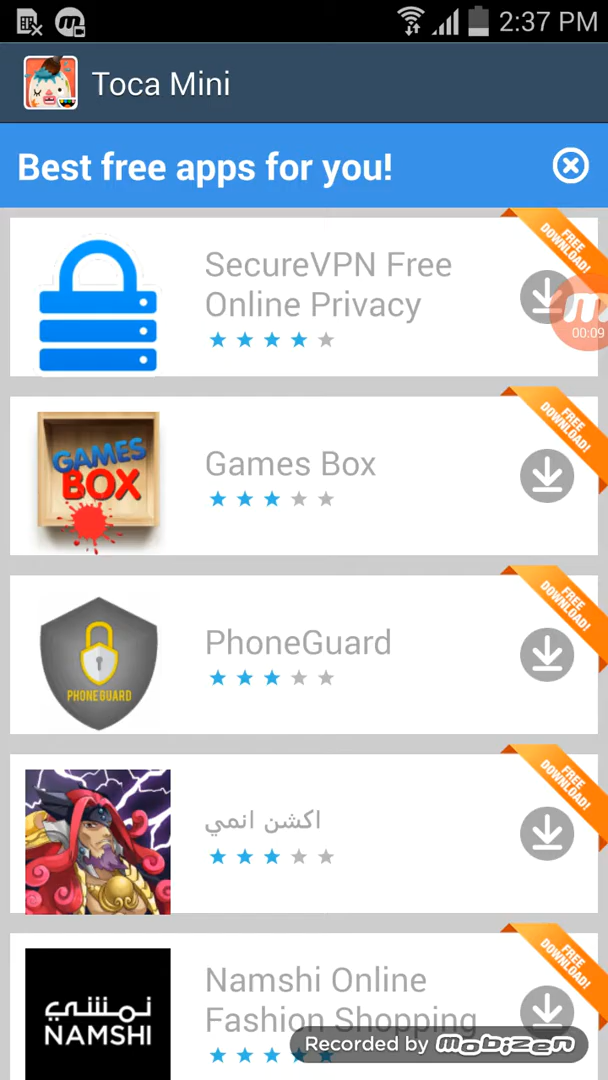 2:37 PM
Toca Mini
Best free apps for you!
FREE
DOWNLOAD!
SecureVPN Free
Online Privacy
00:09
FREE
DOWNLOAD!
GAMES
BOX
Games Box
FREE
DOWNLOAD!
PHONE GUARD
PhoneGuard
FREE
DOWNLOAD!
اكشن انمي
FREE
DOWNLOAD!
نمشي
NAMSHI
Namshi Online
Fashion Shopping
Recorded by mobizen